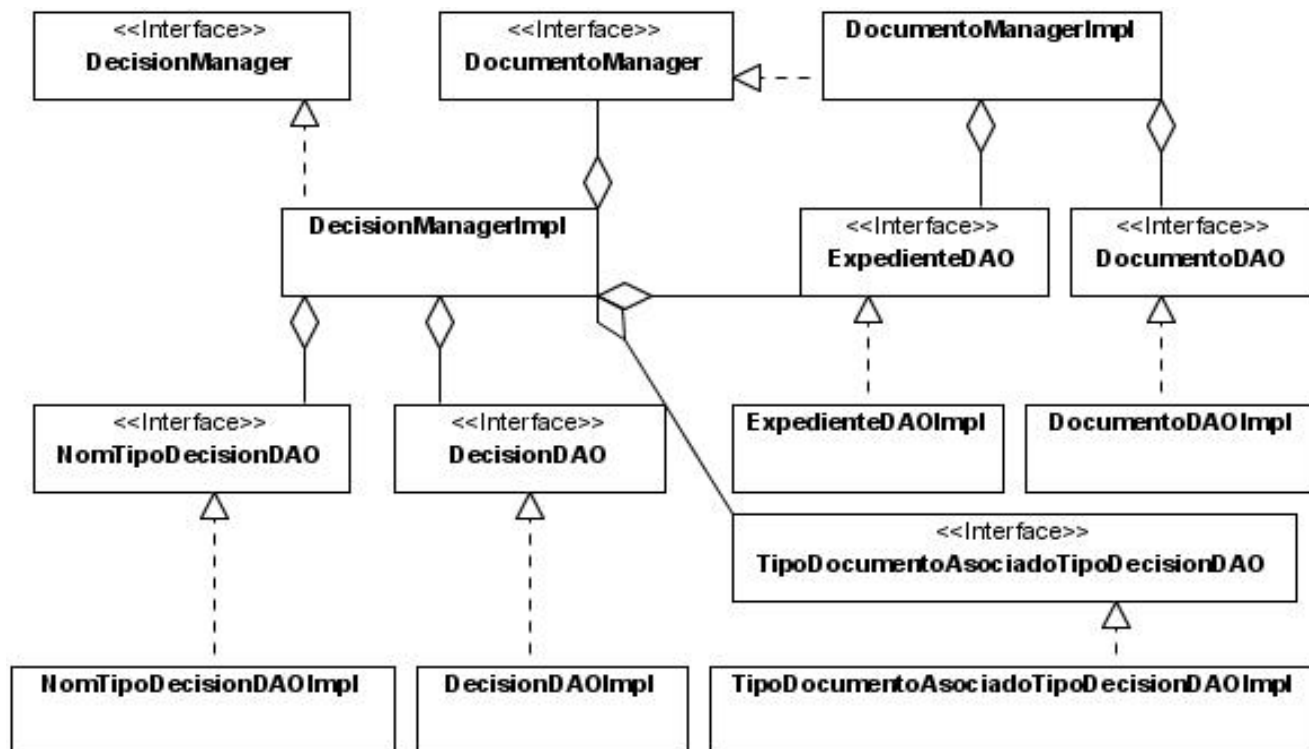 <<Interface>>
DecisionManager
<<Interface>>
DocumentoManager
DocumentoManagerImpl
DecisionManagerImpl
<<Interface>>
ExpedienteDAO
<<Interface>>
DocumentoDAO
<<Interface>>
NomTipoDecisionDAO
<<Interface>>
DecisionDAO
ExpedienteDAOImpl
DocumentoDAOImpl
<<Interface>>
TipoDocumentoAsociadoTipoDecisionDAO
NomTipoDecisionDAOImpl
DecisionDAOImpl
TipoDocumentoAsociadoTipoDecisionDAOImpl